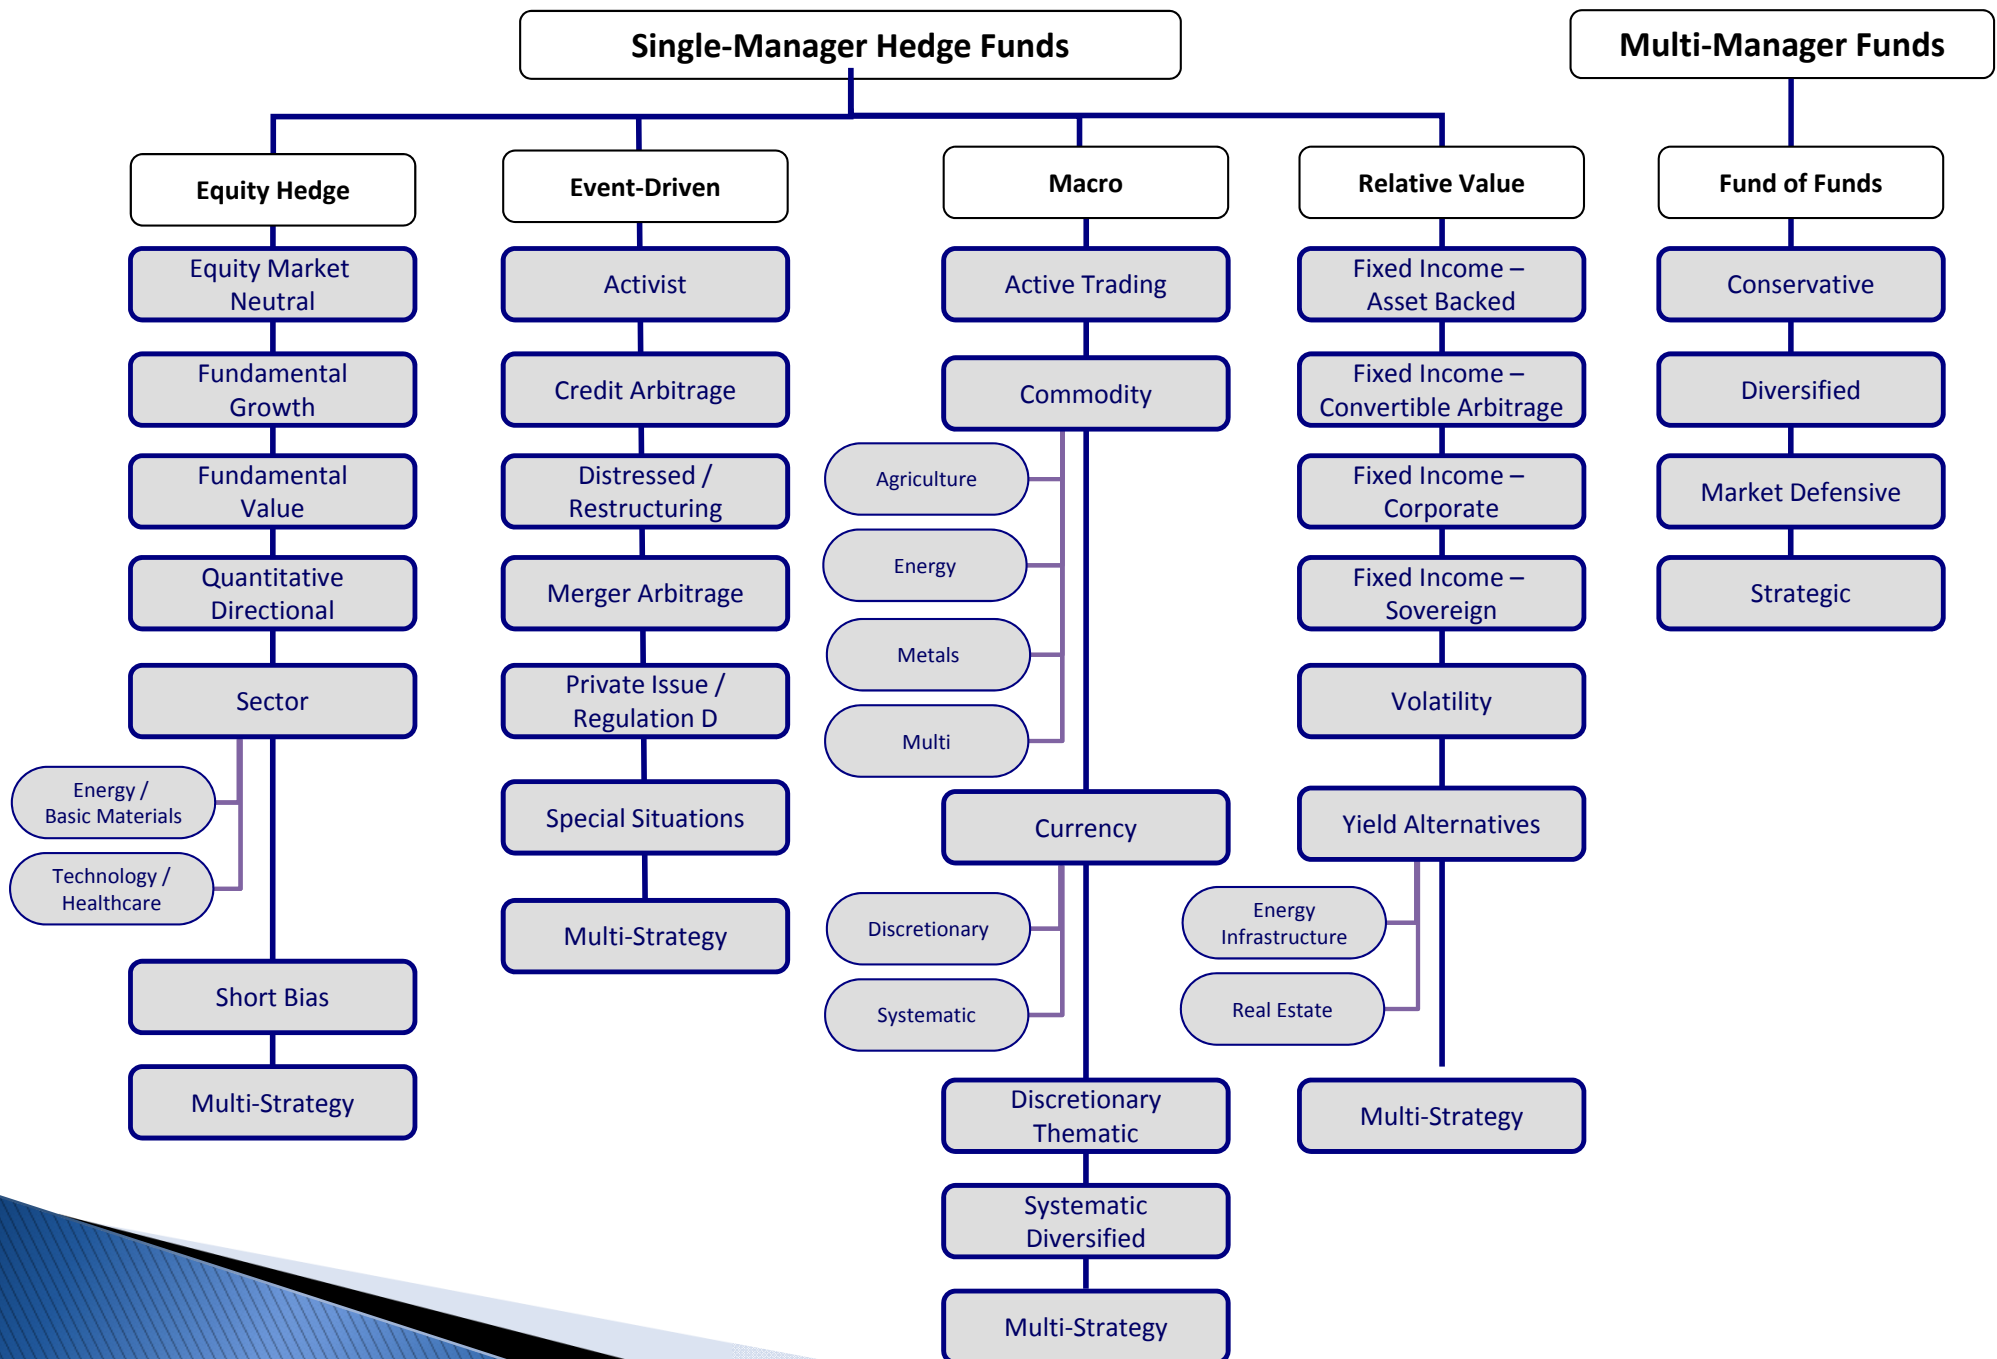 Single-Manager Hedge Funds
Multi-Manager Funds
Equity Hedge
Equity Market
Neutral
Fundamental
Growth
Fundamental
Value
Quantitative
Directional
Sector
Energy /
Basic Materials
Technology /
Healthcare
Short Bias
Multi-Strategy
Event-Driven
Activist
Credit Arbitrage
Distressed /
Restructuring
Merger Arbitrage
Private Issue /
Regulation D
Special Situations
Multi-Strategy
Macro
Active Trading
Commodity
Agriculture
Energy
Metals
Multi
Currency
Discretionary
Systematic
Discretionary
Thematic
Systematic
Diversified
Multi-Strategy
Relative Value
Fixed Income –
Asset Backed
Fixed Income –
Convertible Arbitrage
Fixed Income –
Corporate
Fixed Income –
Sovereign
Volatility
Yield Alternatives
Energy
Infrastructure
Real Estate
Multi-Strategy
Fund of Funds
Conservative
Diversified
Market Defensive
Strategic